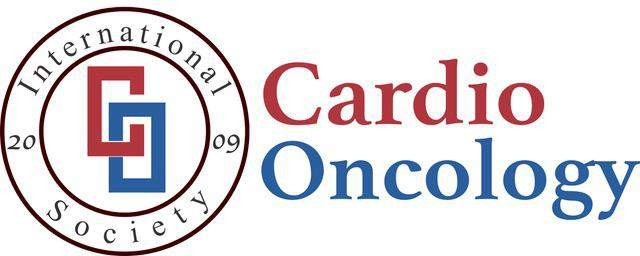 International
20 09
Society
Cardio
Oncology